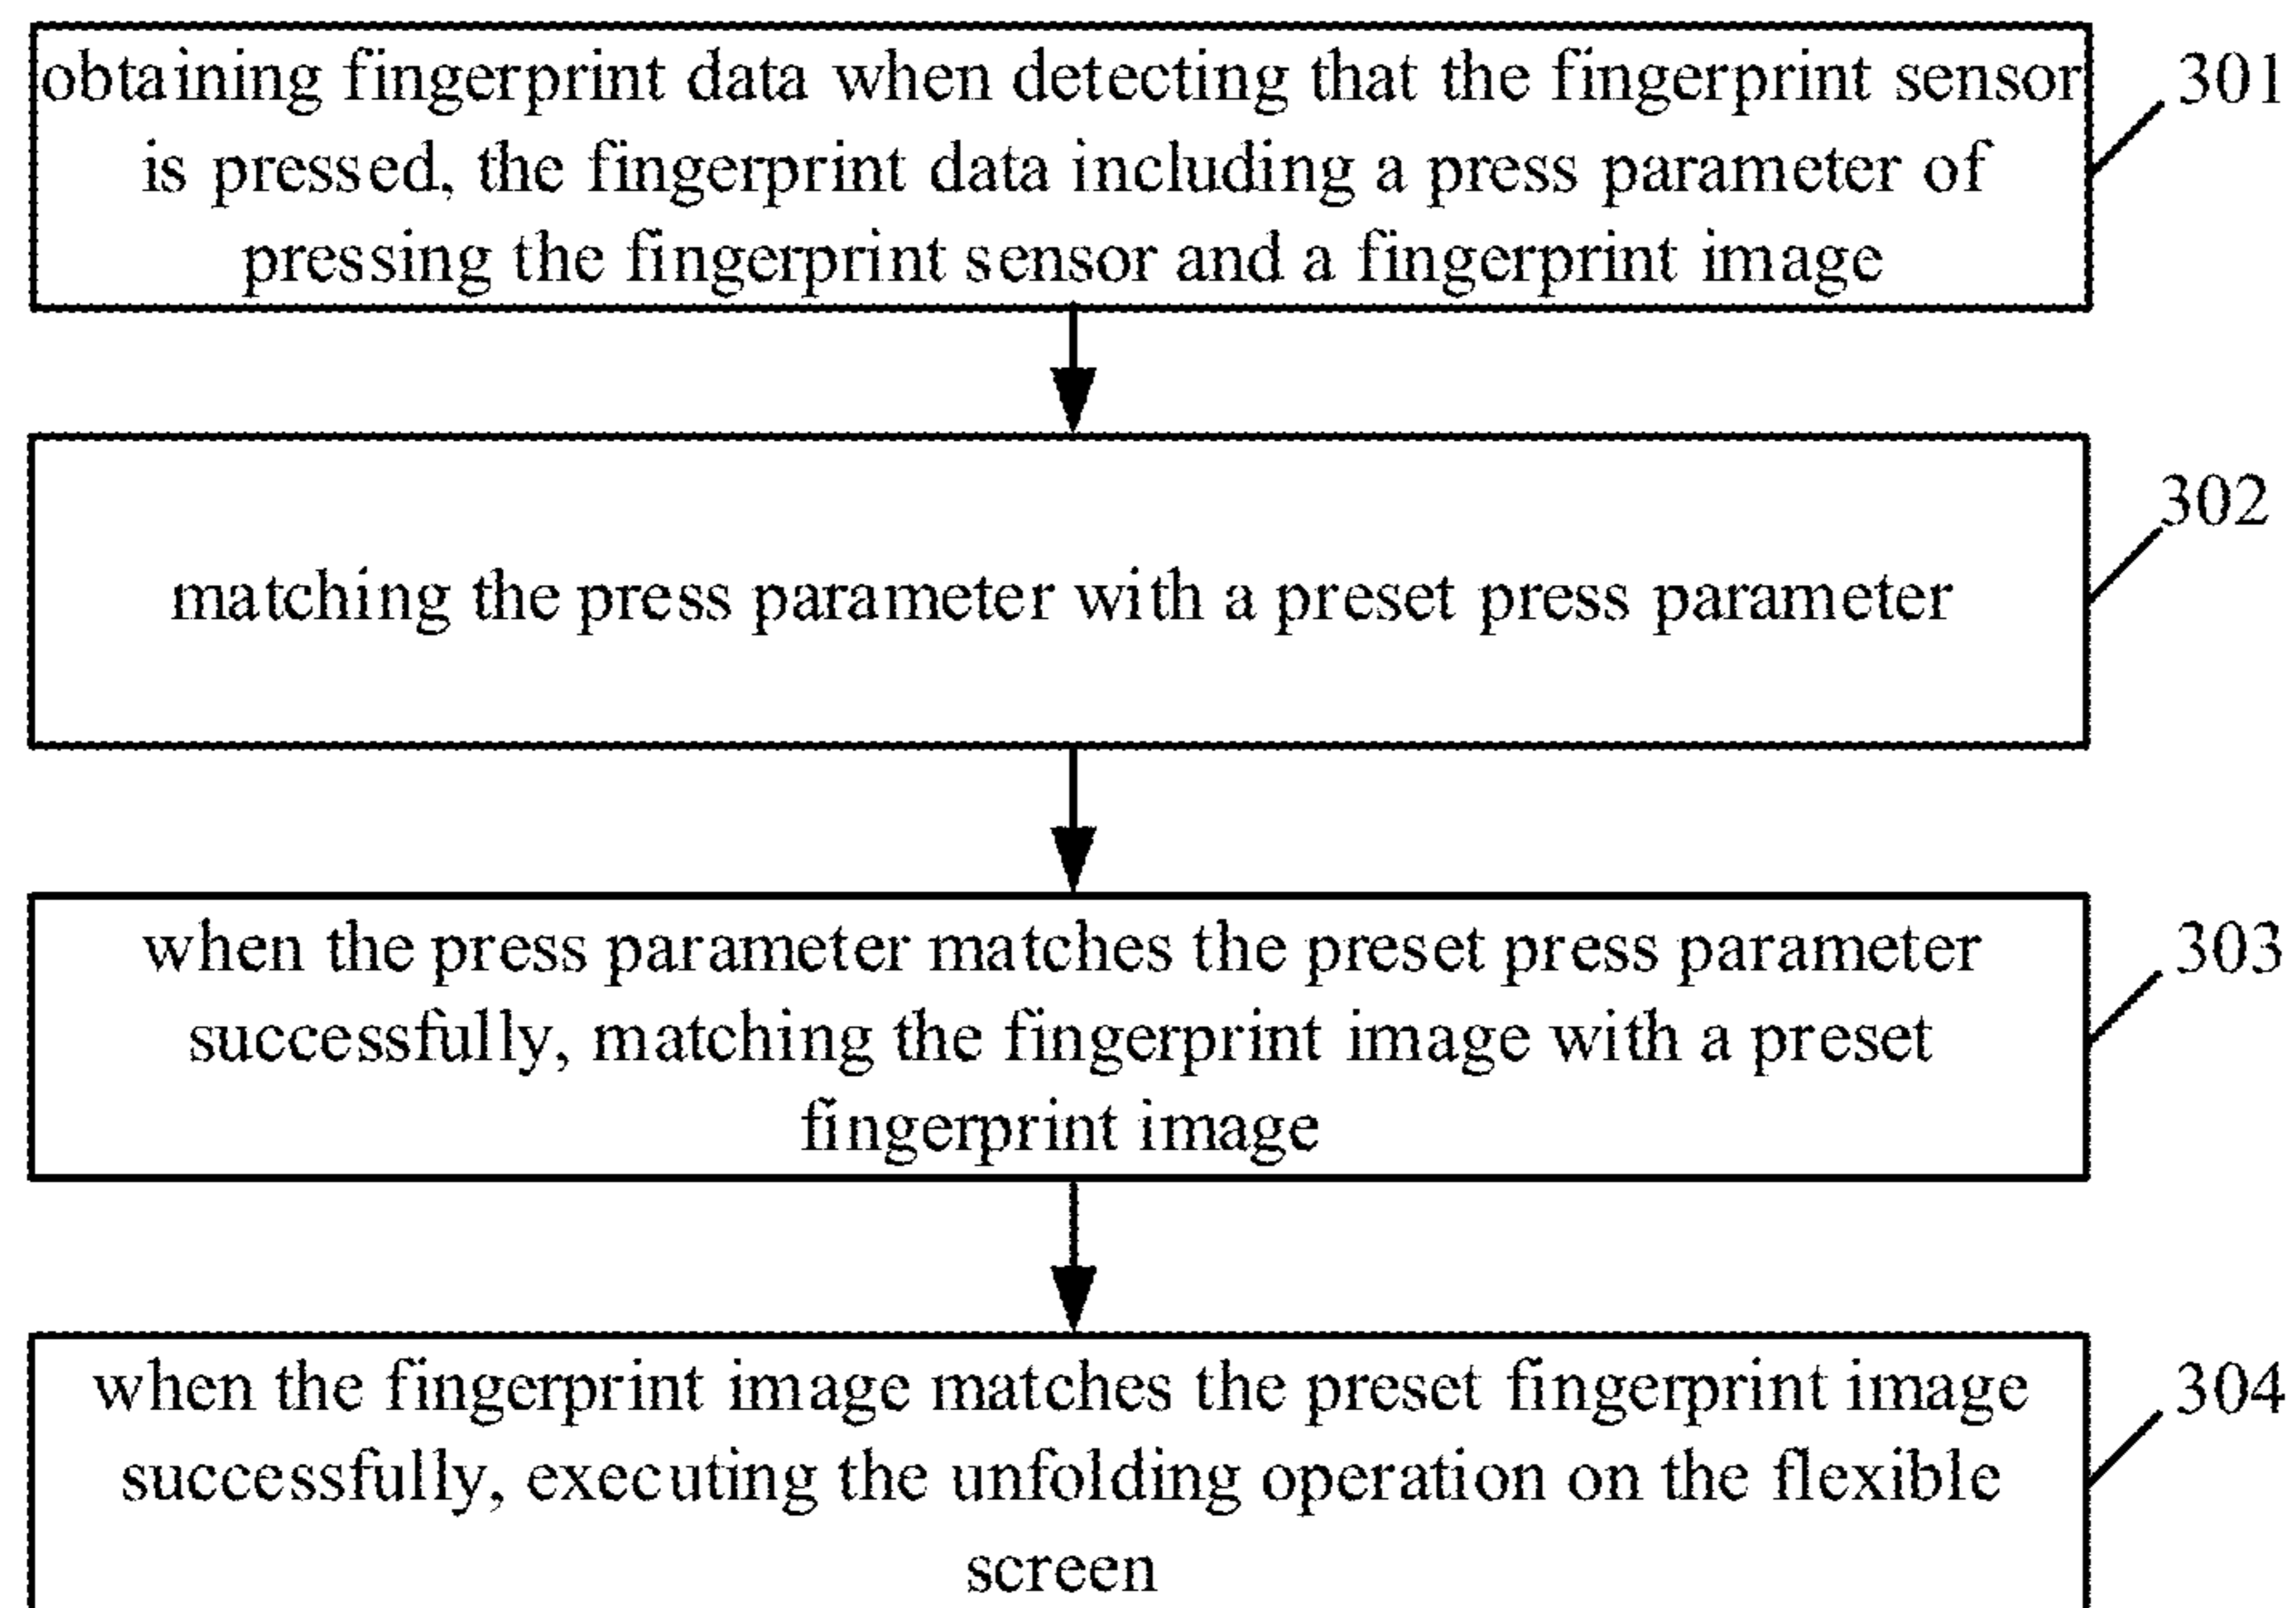 obtaining fingerprint data when detecting that the fingerprint sensor
is pressed, the fingerprint data including a press parameter of
pressing the fingerprint sensor and a fingerprint image
301
302
matching the press parameter with a preset press parameter
when the press parameter matches the preset press parameter
successfully, matching the fingerprint image with a preset
fingerprint image
303
when the fingerprint image matches the preset fingerprint image
successfully, executing the unfolding operation on the flexible
screen
304